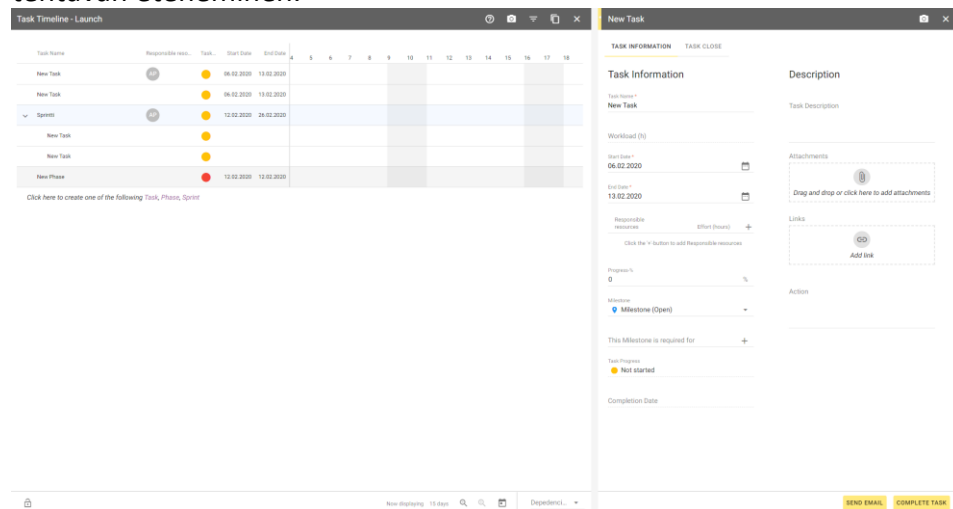 tehtävän eteneminen.
Task Timeline - Launch
Task Name Responsible reso... Task... Start Date End Date 4 5 6 7 8 9 10 11 12 13 14 15 16 17 18
New Task AP 06.02.2020 13.02.2020
New Task 06.02.2020 13.02.2020
Sprintti AP 12.02.2020 26.02.2020
New Task
New Task
New Phase 12.02.2020 12.02.2020
Click here to create one of the following Task, Phase, Sprint
Now displaying 15 days Depedenci...
New Task
TASK INFORMATION TASK CLOSE
Task Information
Task Name *
New Task
Workload (h)
Start Date *
06.02.2020
End Date *
13.02.2020
Responsible
resources Effort (hours) +
Click the '+' button to add Responsible resources
Progress %
0 %
Milestone
Milestone (Open)
This Milestone is required for +
Task Progress
Not started
Completion Date
Description
Task Description
Attachments
Drag and drop or click here to add attachments
Links
Add link
Action
SEND EMAIL COMPLETE TASK